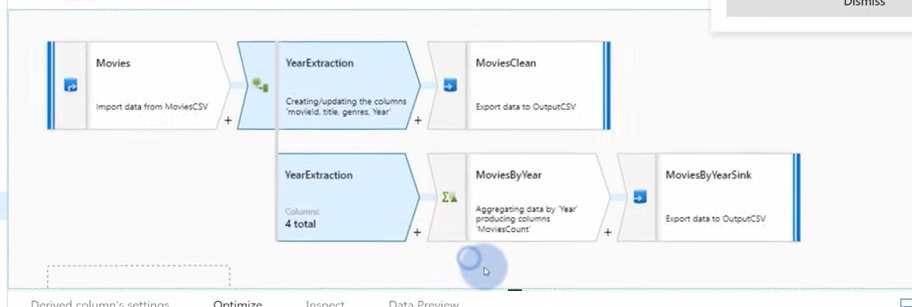 Dismiss
Movies
Import data from MoviesCSV
+
YearExtraction
Creating/updating the columns
'movieId, title, genres, Year'
+
MoviesClean
Export data to OutputCSV
YearExtraction
Columns:
4 total
+
MoviesByYear
Aggregating data by 'Year'
producing columns
'MoviesCount'
+
MoviesByYearSink
Export data to OutputCSV
Derived column's settings
Optimize
Inspect
Data Preview